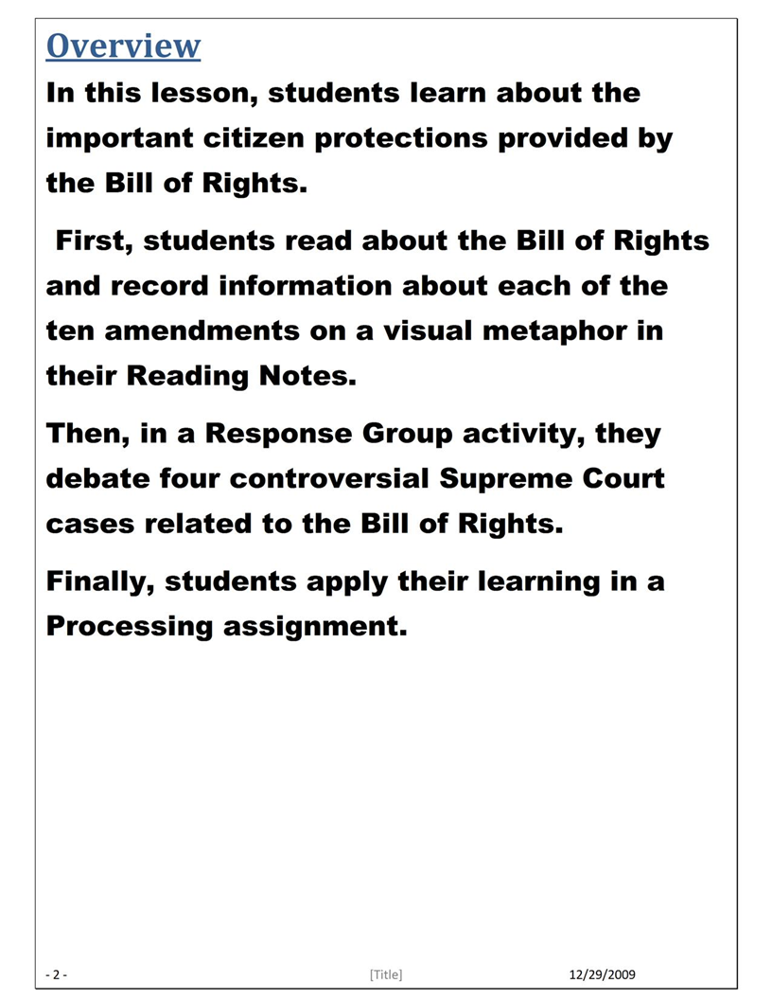 Overview
In this lesson, students learn about the
important citizen protections provided by
the Bill of Rights.
First, students read about the Bill of Rights
and record information about each of the
ten amendments on a visual metaphor in
their Reading Notes.
Then, in a Response Group activity, they
debate four controversial Supreme Court
cases related to the Bill of Rights.
Finally, students apply their learning in a
Processing assignment.
- 2 - [Title] 12/29/2009